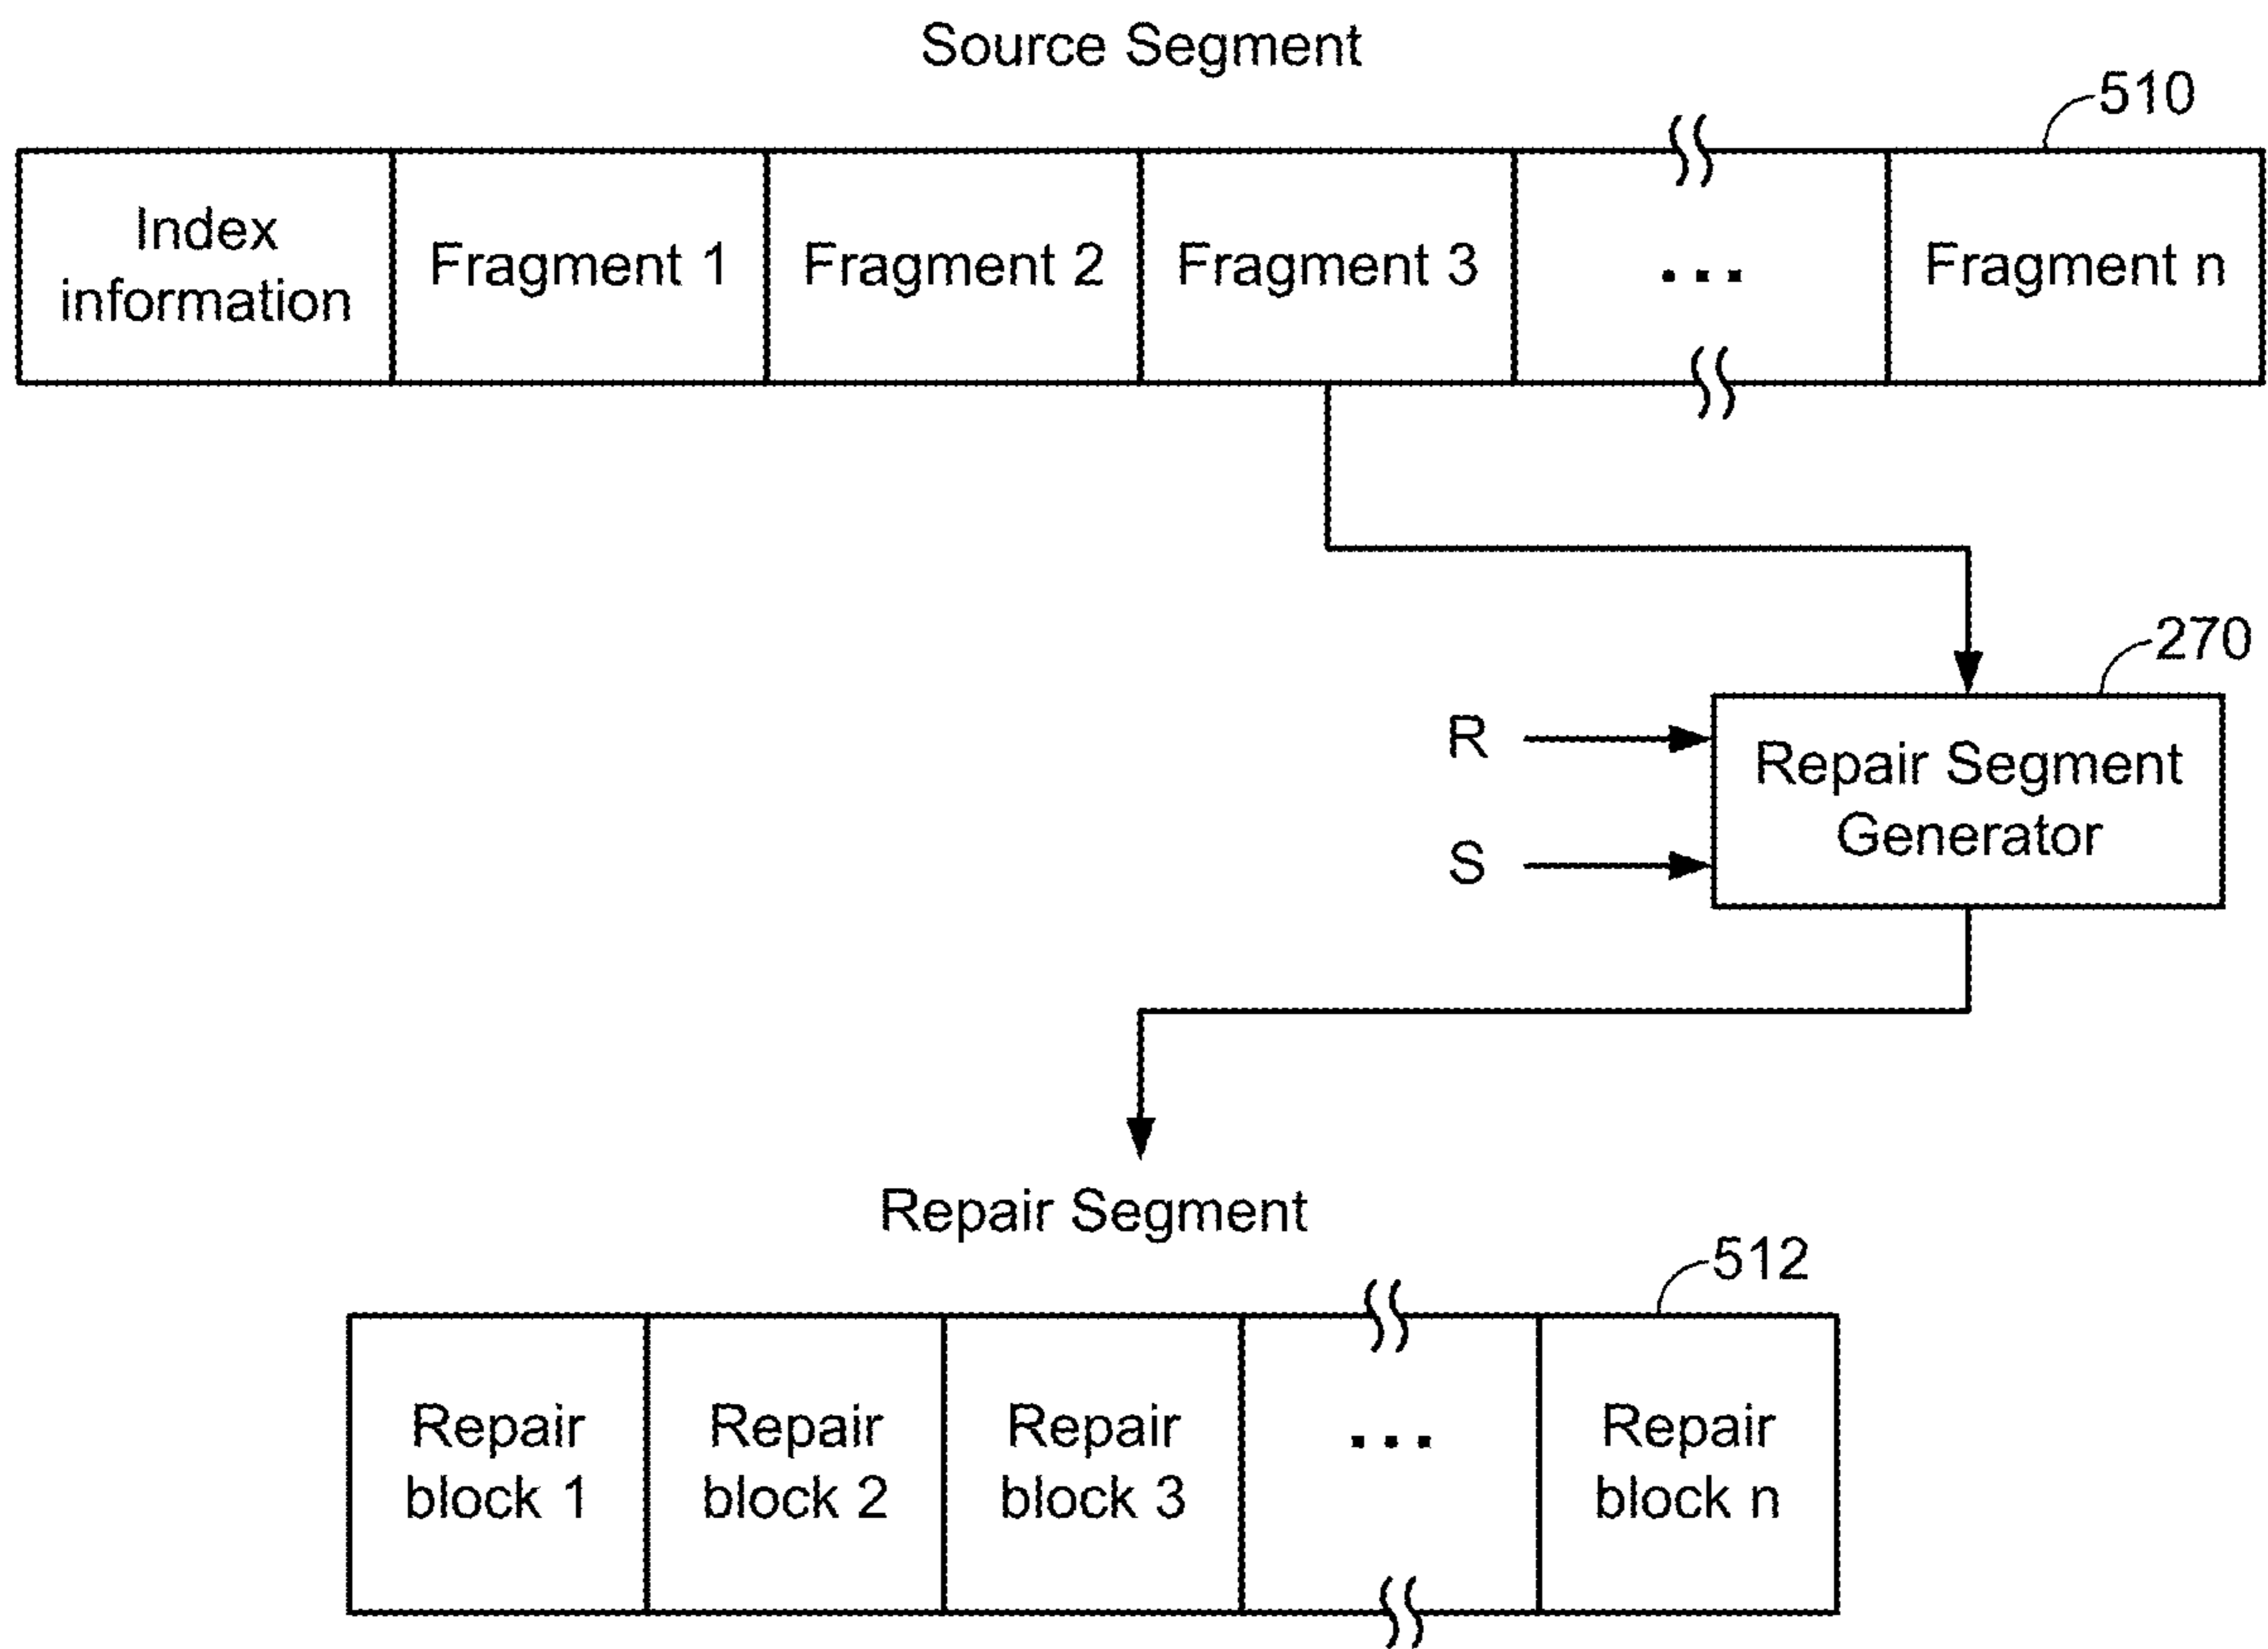 Source Segment
510
Index
information
Fragment 1
Fragment 2
Fragment 3
...
Fragment n
270
R
S
Repair Segment
Generator
Repair Segment
512
Repair
block 1
Repair
block 2
Repair
block 3
...
Repair
block n